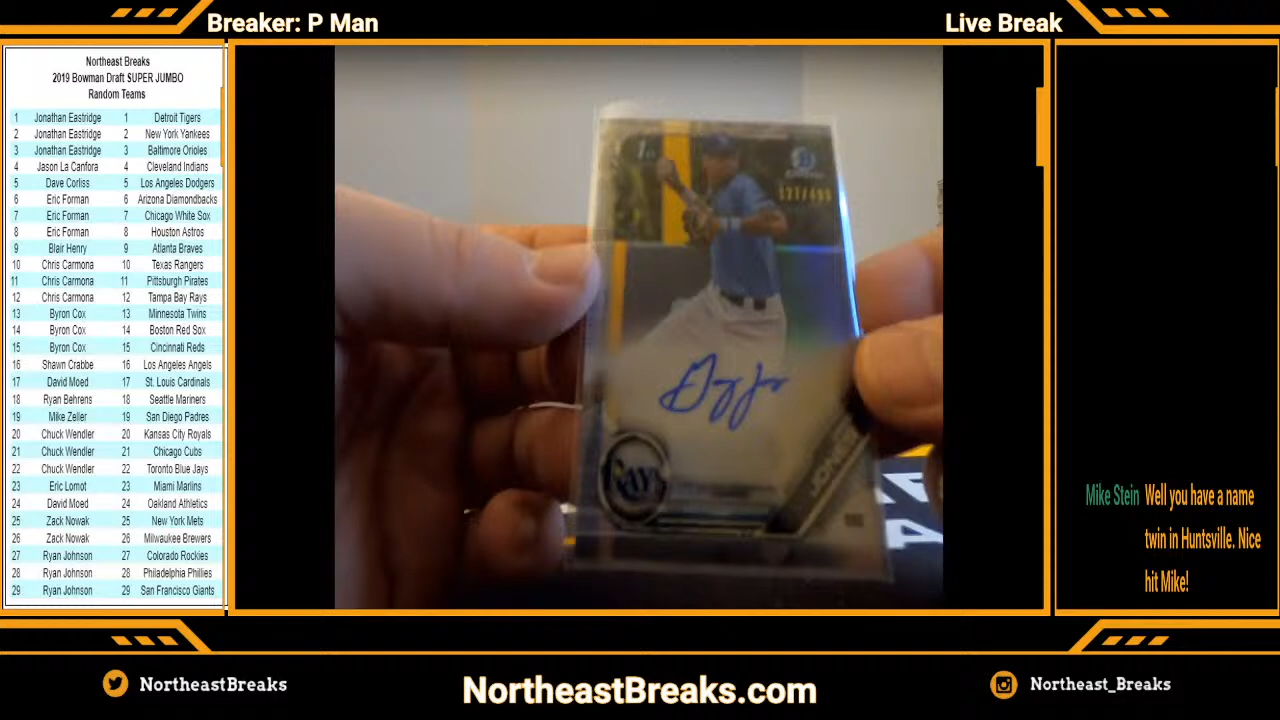 Breaker: P Man
Live Break
Northeast Breaks
2019 Bowman Draft SUPER JUMBO
Random Teams
1 Jonathan Eastridge 1 Detroit Tigers
2 Jonathan Eastridge 2 New York Yankees
3 Jonathan Eastridge 3 Baltimore Orioles
4 Jason La Canfora 4 Cleveland Indians
5 Dave Corliss 5 Los Angeles Dodgers
6 Eric Forman 6 Arizona Diamondbacks
7 Eric Forman 7 Chicago White Sox
8 Eric Forman 8 Houston Astros
9 Blair Henry 9 Atlanta Braves
10 Chris Carmona 10 Texas Rangers
11 Chris Carmona 11 Pittsburgh Pirates
12 Chris Carmona 12 Tampa Bay Rays
13 Byron Cox 13 Minnesota Twins
14 Byron Cox 14 Boston Red Sox
15 Byron Cox 15 Cincinnati Reds
16 Shawn Crabbe 16 Los Angeles Angels
17 David Moed 17 St. Louis Cardinals
18 Ryan Behrens 18 Seattle Mariners
19 Mike Zeller 19 San Diego Padres
20 Chuck Wendler 20 Kansas City Royals
21 Chuck Wendler 21 Chicago Cubs
22 Chuck Wendler 22 Toronto Blue Jays
23 Eric Lomot 23 Miami Marlins
24 David Moed 24 Oakland Athletics
25 Zack Nowak 25 New York Mets
26 Zack Nowak 26 Milwaukee Brewers
27 Ryan Johnson 27 Colorado Rockies
28 Ryan Johnson 28 Philadelphia Phillies
29 Ryan Johnson 29 San Francisco Giants
Rays
Mike Stein Well you have a name
twin in Huntsville. Nice
hit Mike!
NortheastBreaks
NortheastBreaks.com
Northeast_Breaks